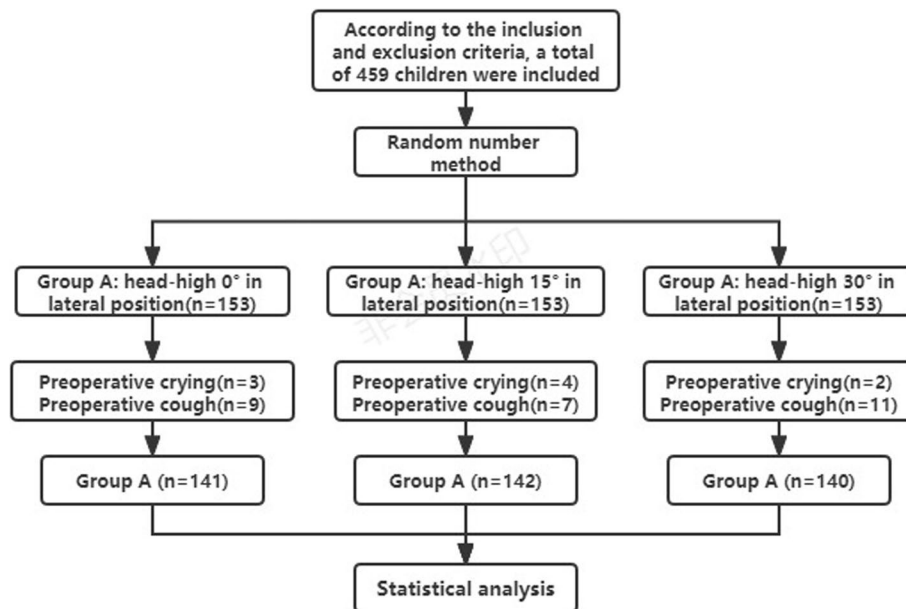 According to the inclusion
and exclusion criteria, a total
of 459 children were included
Random number
method
Group A: head-high 0° in
lateral position(n=153)
Group A: head-high 15° in
lateral position(n=153)
Group A: head-high 30° in
lateral position(n=153)
Preoperative crying(n=3)
Preoperative cough(n=9)
Preoperative crying(n=4)
Preoperative cough(n=7)
Preoperative crying(n=2)
Preoperative cough(n=11)
Group A (n=141)
Group A (n=142)
Group A (n=140)
Statistical analysis